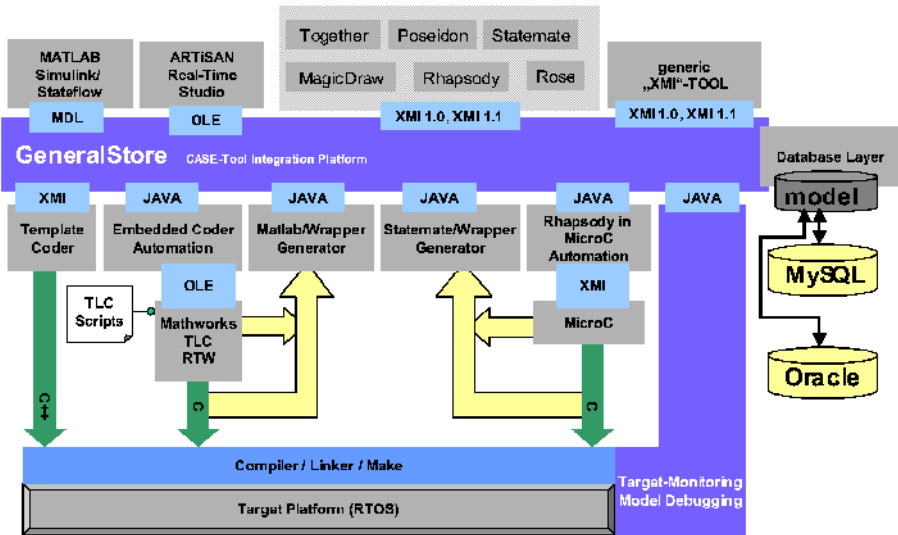 Together
Poseidon
Statemate
MATLAB
Simulink/
Stateflow
ARTiSAN
Real-Time
Studio
MagicDraw
Rhapsody
Rose
generic
„XMI“-TOOL
MDL
OLE
XMI 1.0, XMI 1.1
XMI 1.0, XMI 1.1
GeneralStore
CASE-Tool Integration Platform
Database Layer
XMI
JAVA
JAVA
JAVA
JAVA
JAVA
model
Template
Coder
Embedded Coder
Automation
Matlab/Wrapper
Generator
Statemate/Wrapper
Generator
Rhapsody in
MicroC
Automation
MySQL
OLE
XMI
TLC
Scripts
Mathworks
TLC
RTW
MicroC
Oracle
C++
C
C
Compiler / Linker / Make
Target-Monitoring
Model Debugging
Target Platform (RTOS)